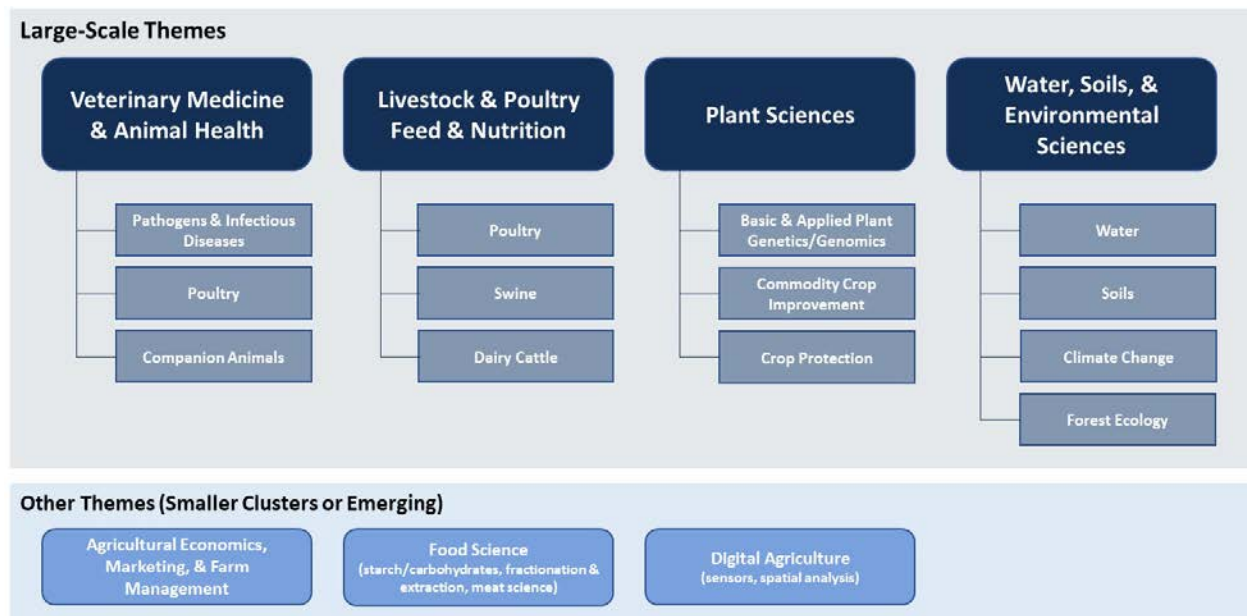 Large-Scale Themes
Veterinary Medicine
& Animal Health
Pathogens & Infectious
Diseases
Poultry
Companion Animals
Livestock & Poultry
Feed & Nutrition
Poultry
Swine
Dairy Cattle
Plant Sciences
Basic & Applied Plant
Genetics/Genomics
Commodity Crop
Improvement
Crop Protection
Water, Soils, &
Environmental
Sciences
Water
Soils
Climate Change
Forest Ecology
Other Themes (Smaller Clusters or Emerging)
Agricultural Economics,
Marketing, & Farm
Management
Food Science
(starch/carbohydrates, fractionation &
extraction, meat science)
Digital Agriculture
(sensors, spatial analysis)